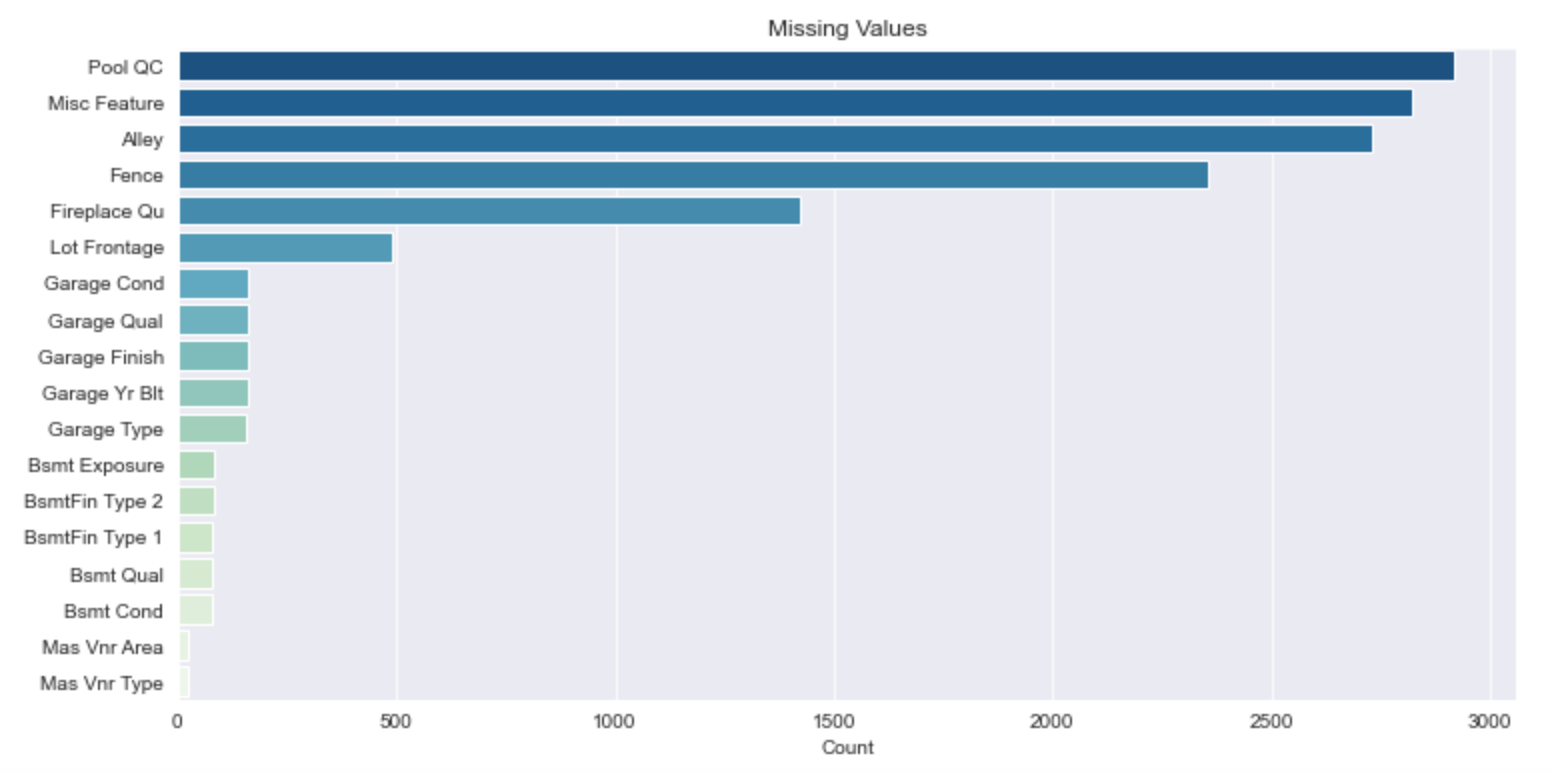 Missing Values
Pool QC
Misc Feature
Alley
Fence
Fireplace Qu
Lot Frontage
Garage Cond
Garage Qual
Garage Finish
Garage Yr Blt
Garage Type
Bsmt Exposure
BsmtFin Type 2
BsmtFin Type 1
Bsmt Qual
Bsmt Cond
Mas Vnr Area
Mas Vnr Type
0 500 1000 1500 2000 2500 3000
Count